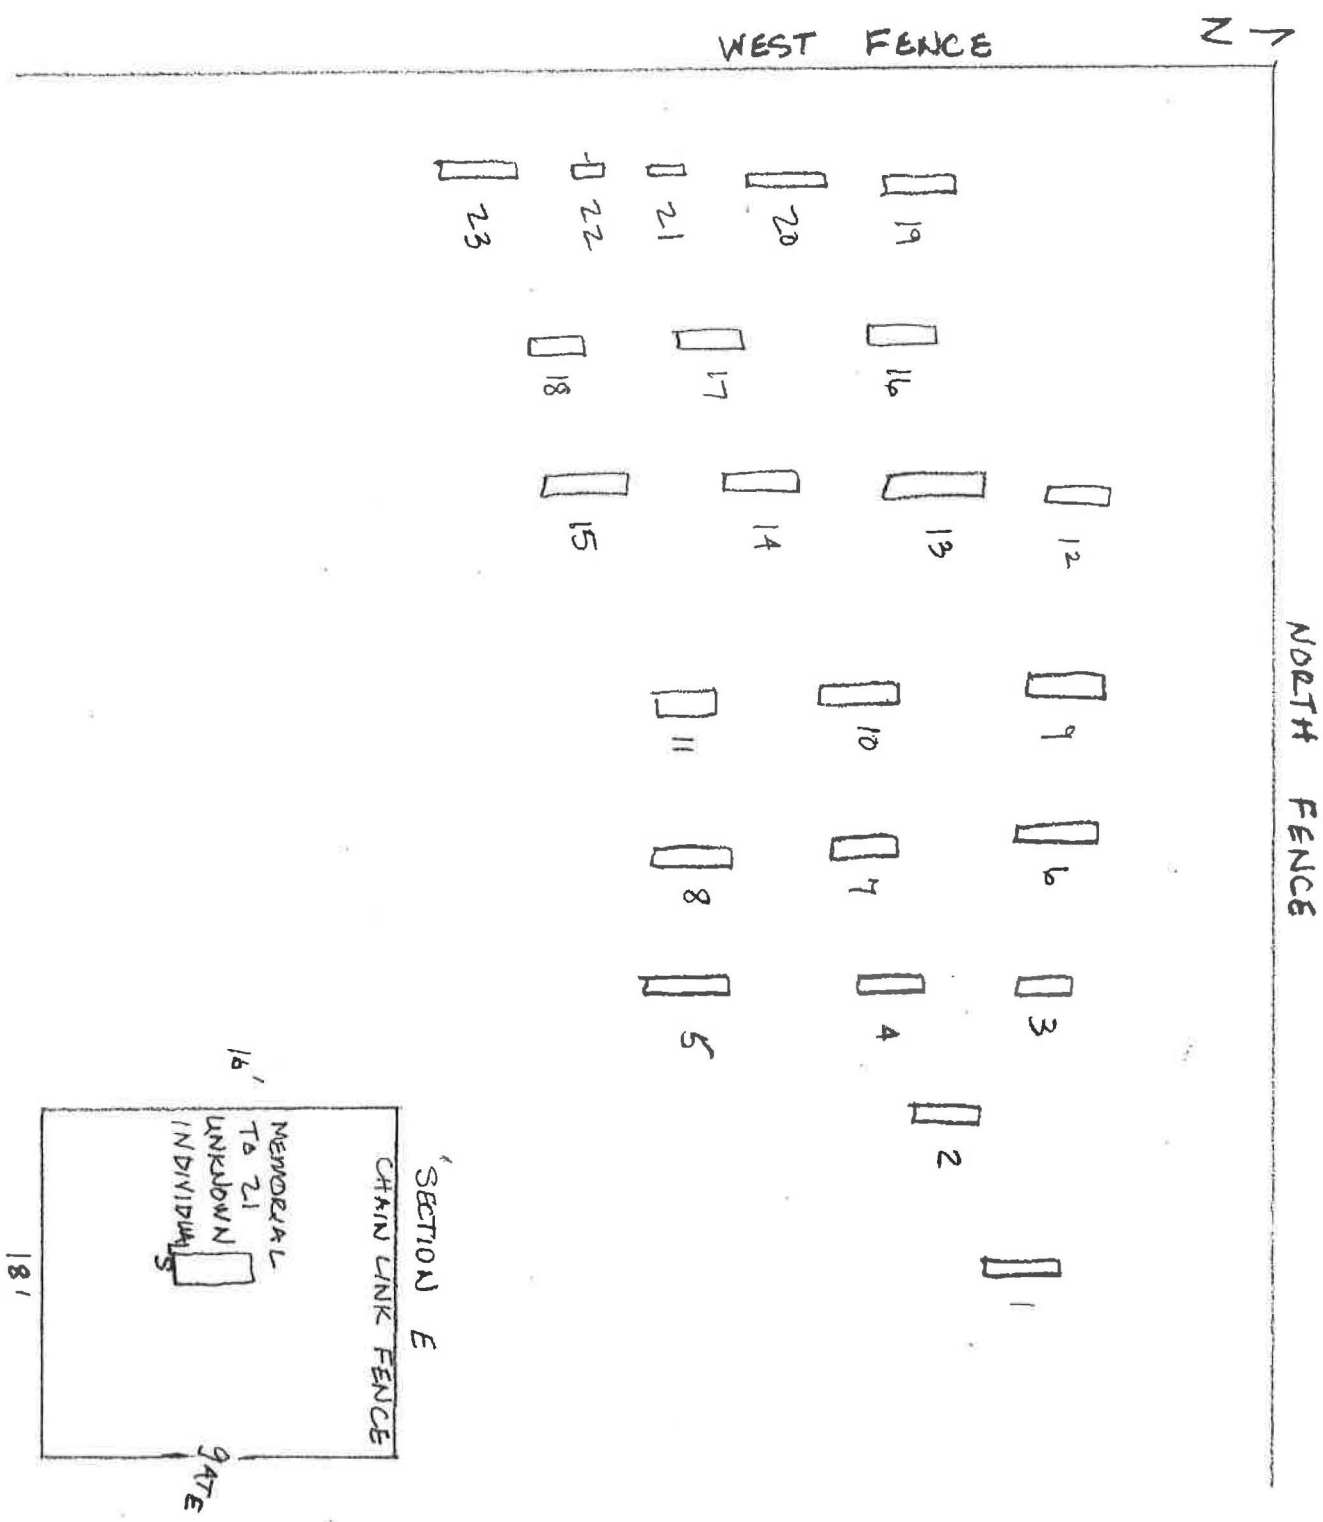 N
WEST FENCE
NORTH FENCE
23
22
21
20
19
18
17
16
15
14
13
12
11
10
9
8
7
6
5
4
3
2
1
SECTION E
CHAIN LINK FENCE
MEMORIAL
TO 21
UNKNOWN
INDIVIDUALS
16'
18'
gATE